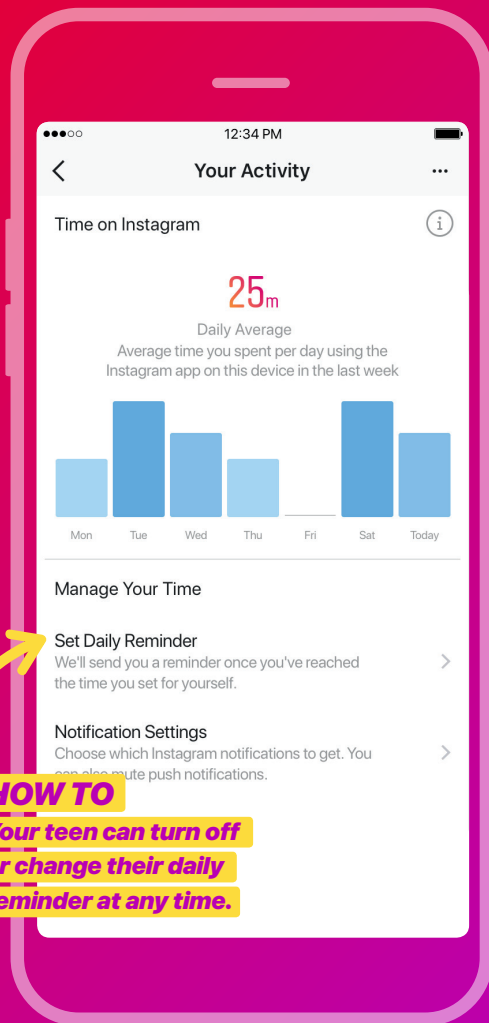 12:34 PM
Your Activity
Time on Instagram
25m
Daily Average
Average time you spent per day using the
Instagram app on this device in the last week
Mon Tue Wed Thu Fri Sat Today
Manage Your Time
Set Daily Reminder
We'll send you a reminder once you've reached
the time you set for yourself.
Notification Settings
Choose which Instagram notifications to get. You
mute push notifications.
HOW TO
Your teen can turn off
r change their daily
eminder at any time.